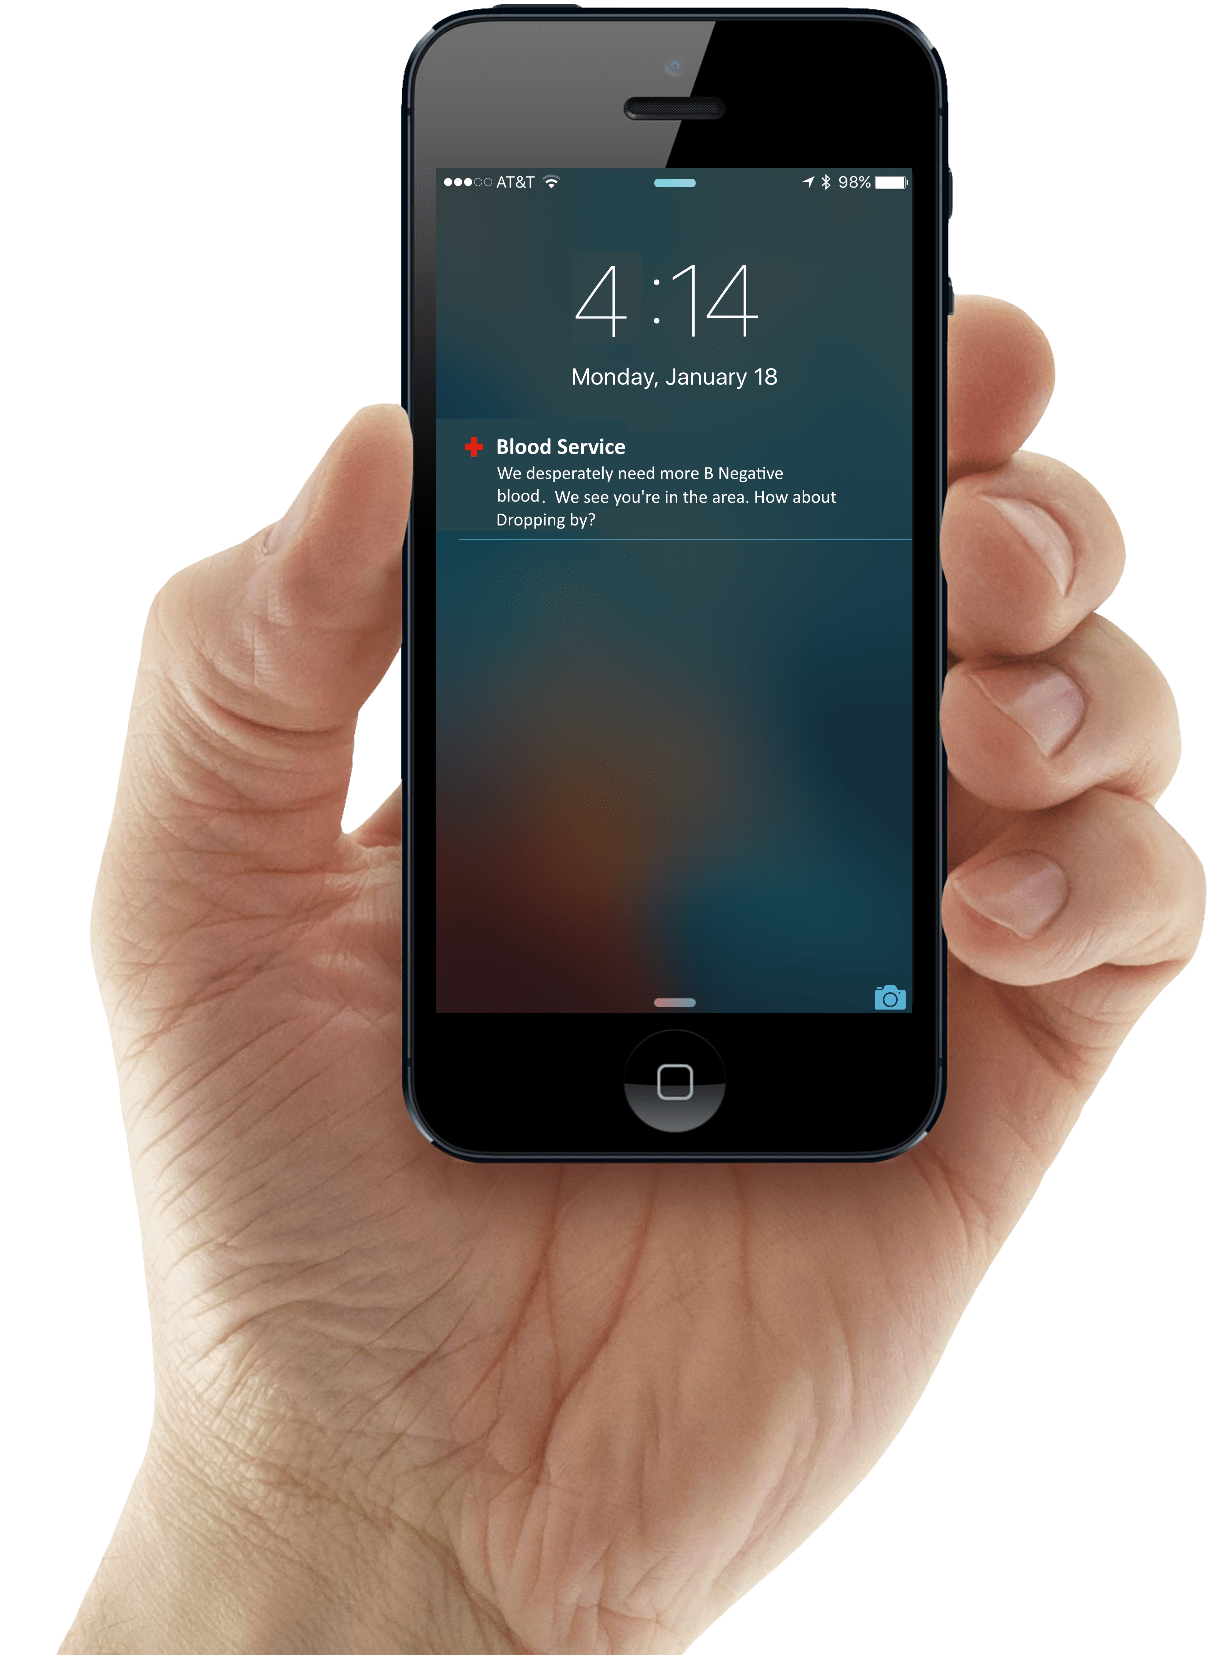 AT&T 98%
4:14
Monday, January 18
Blood Service
We desperately need more B Negative
blood. We see you're in the area. How about
Dropping by?